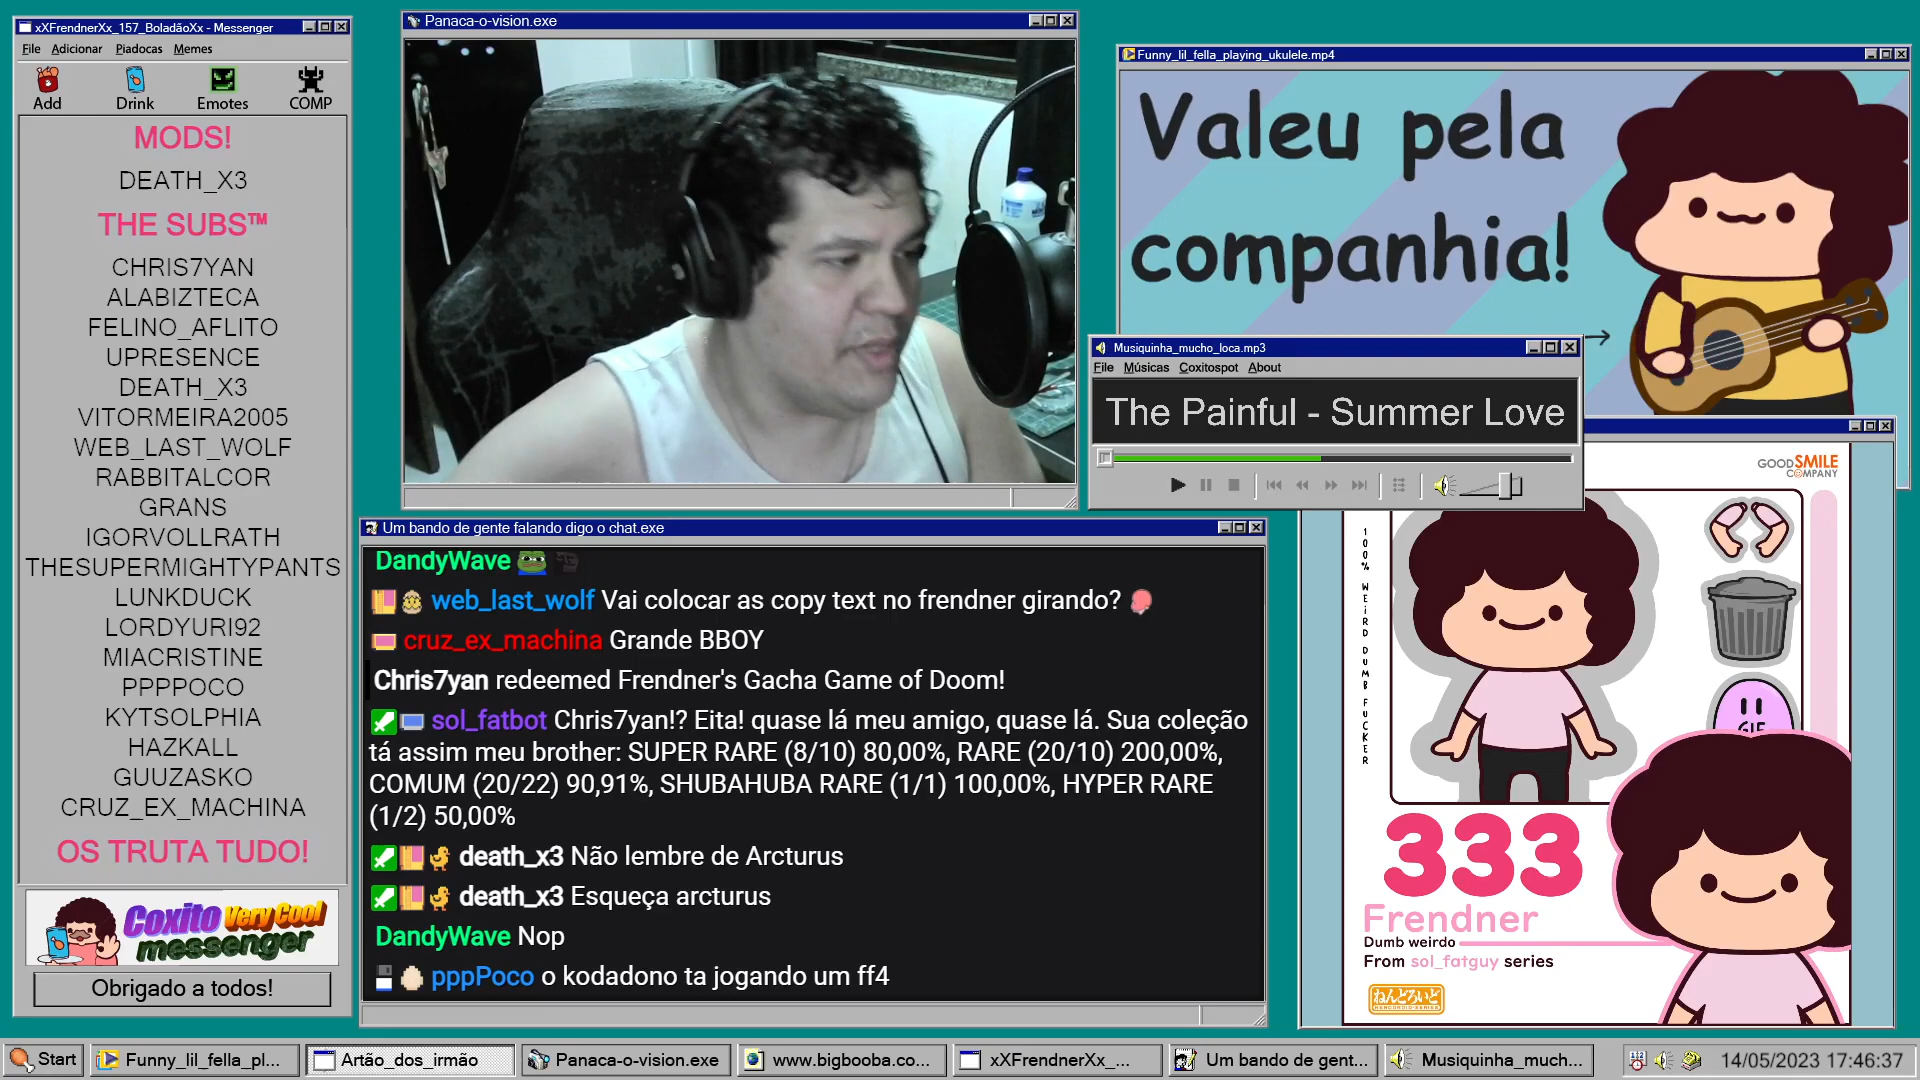 xXFrendnerXx_157_BoladãoXx - Messenger
File Adicionar Piadocas Memes
Add Drink Emotes COMP
MODS!
DEATH_X3
THE SUBS™
CHRIS7YAN
ALABIZTECA
FELINO_AFLITO
UPRESENCE
DEATH_X3
VITORMEIRA2005
WEB_LAST_WOLF
RABBITALCOR
GRANS
IGORVOLLRATH
THESUPERMIGHTYPANTS
LUNKDUCK
LORDYURI92
MIACRISTINE
PPPPOCO
KYTSOLPHIA
HAZKALL
GUUZASKO
CRUZ_EX_MACHINA
OS TRUTA TUDO!
Coxito Very Cool
messenger
Obrigado a todos!
Panaca-o-vision.exe
Funny_lil_fella_playing_ukulele.mp4
Valeu pela
companhia!
Musiquinha_mucho_loca.mp3
File Músicas Coxitospot About
The Painful - Summer Love
Um bando de gente falando digo o chat.exe
DandyWave
web_last_wolf Vai colocar as copy text no frendner girando?
cruz_ex_machina Grande BBOY
Chris7yan redeemed Frendner's Gacha Game of Doom!
sol_fatbot Chris7yan!? Eita! quase lá meu amigo, quase lá. Sua coleção
tá assim meu brother: SUPER RARE (8/10) 80,00%, RARE (20/10) 200,00%,
COMUM (20/22) 90,91%, SHUBAHUBA RARE (1/1) 100,00%, HYPER RARE
(1/2) 50,00%
death_x3 Não lembre de Arcturus
death_x3 Esqueça arcturus
DandyWave Nop
pppPoco o kodadono ta jogando um ff4
GOOD SMILE
COMPANY
100% WEIRD DUMB FUCKER
GIF
333
Frendner
Dumb weirdo
From sol_fatguy series
ねんどろいど
Start
Funny_lil_fella_pl...
Artão_dos_irmão
Panaca-o-vision.exe
www.bigbooba.co...
xXFrendnerXx_...
Um bando de gent...
Musiquinha_much...
14/05/2023 17:46:37